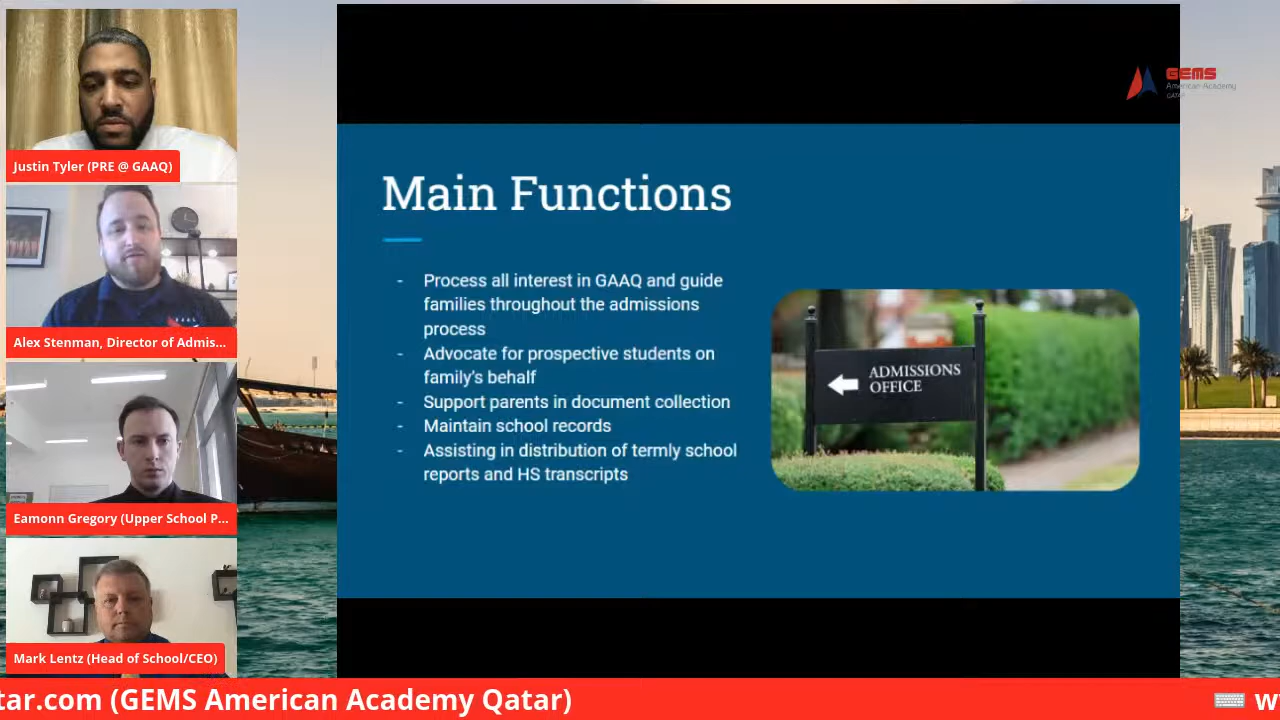 Justin Tyler (PRE @ GAAQ)
Alex Stenman, Director of Admis...
Eamonn Gregory (Upper School P...
Mark Lentz (Head of School/CEO)
GEMS
American Academy
QATAR
Main Functions
- Process all interest in GAAQ and guide
families throughout the admissions
process
- Advocate for prospective students on
family's behalf
- Support parents in document collection
- Maintain school records
- Assisting in distribution of termly school
reports and HS transcripts
ADMISSIONS
OFFICE
tar.com (GEMS American Academy Qatar)